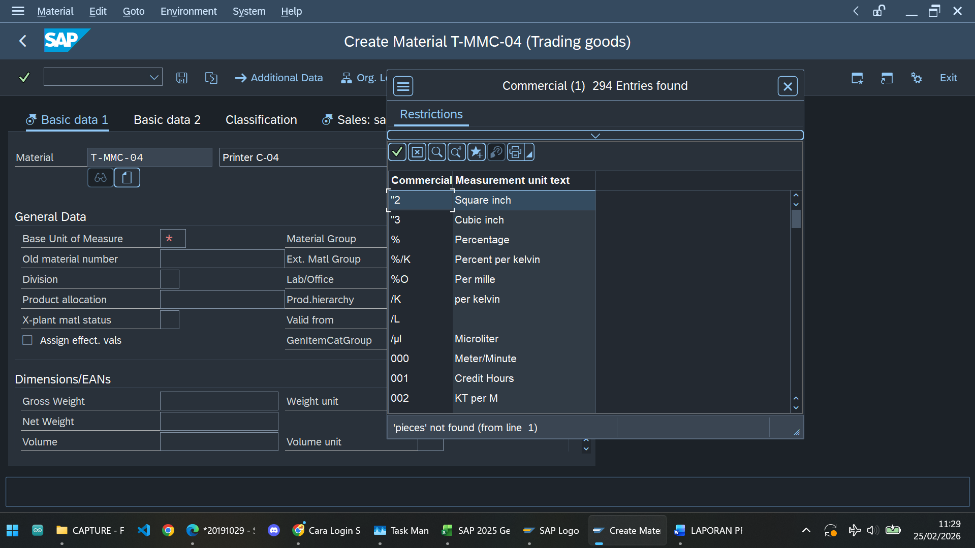 Material Edit Goto Environment System Help
SAP Create Material T-MMC-04 (Trading goods)
Additional Data Org. Le Exit
Basic data 1 Basic data 2 Classification Sales: sa
Material T-MMC-04 Printer C-04
General Data
Base Unit of Measure * Material Group
Old material number Ext. Matl Group
Division Lab/Office
Product allocation Prod.hierarchy
X-plant matl status Valid from
Assign effect. vals GenItemCatGroup
Dimensions/EANs
Gross Weight Weight unit
Net Weight
Volume Volume unit
Commercial (1) 294 Entries found
Restrictions
Commercial Measurement unit text
"2 Square inch
"3 Cubic inch
% Percentage
%/K Percent per kelvin
%O Per mille
/K per kelvin
/L
/µl Microliter
000 Meter/Minute
001 Credit Hours
002 KT per M
'pieces' not found (from line 1)
CAPTURE - F *20191029 - S Cara Login S Task Man SAP 2025 Ge SAP Logo Create Mate LAPORAN PI
11:29
25/02/2026